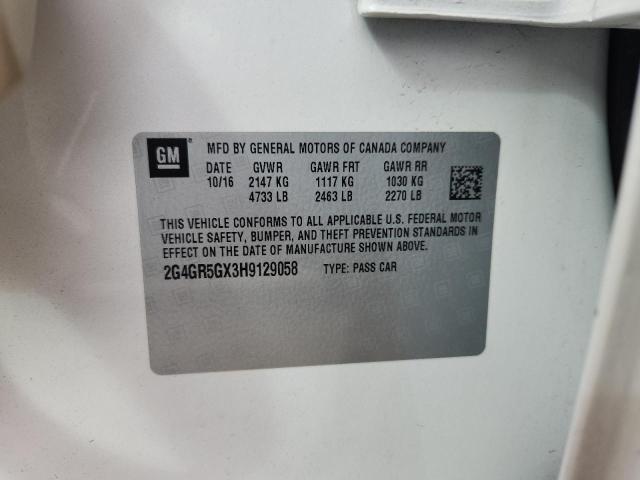 GM
MFD BY GENERAL MOTORS OF CANADA COMPANY
DATE GVWR GAWR FRT GAWR RR
10/16 2147 KG 1117 KG 1030 KG
4733 LB 2463 LB 2270 LB
THIS VEHICLE CONFORMS TO ALL APPLICABLE U.S. FEDERAL MOTOR
VEHICLE SAFETY, BUMPER, AND THEFT PREVENTION STANDARDS IN
EFFECT ON THE DATE OF MANUFACTURE SHOWN ABOVE.
2G4GR5GX3H9129058 TYPE: PASS CAR